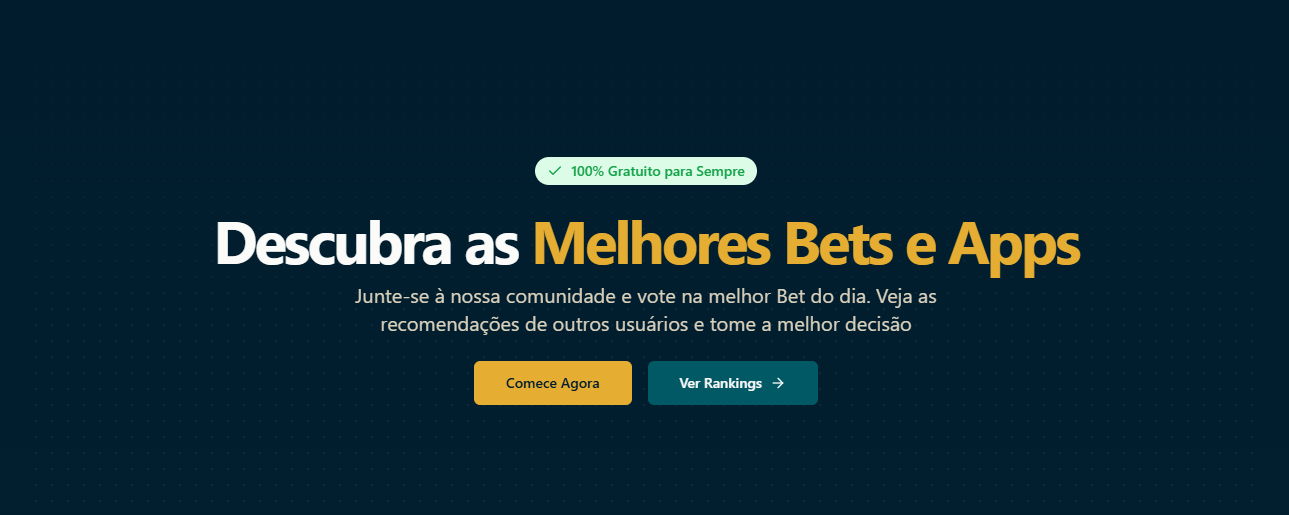 100% Gratuito para Sempre
Descubra as Melhores Bets e Apps
Junte-se à nossa comunidade e vote na melhor Bet do dia. Veja as
recomendações de outros usuários e tome a melhor decisão
Comece Agora
Ver Rankings →